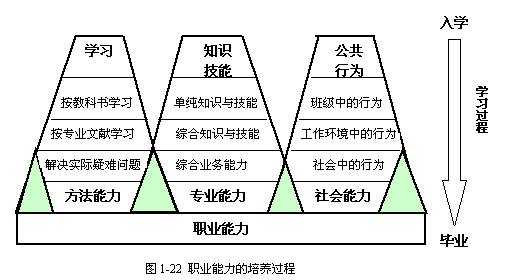 学习
按教科书学习
按专业文献学习
解决实际疑难问题
方法能力
知识
技能
单纯知识与技能
综合知识与技能
综合业务能力
专业能力
公共
行为
班级中的行为
工作环境中的行为
社会中的行为
社会能力
职业能力
入学
学习过程
毕业
图 1-22 职业能力的培养过程